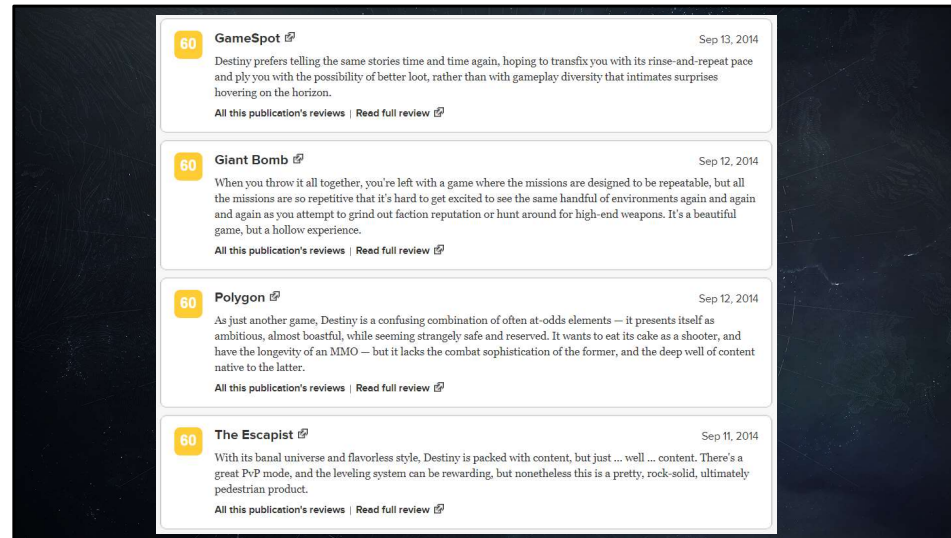 60 GameSpot Sep 13, 2014
Destiny prefers telling the same stories time and time again, hoping to transfix you with its rinse-and-repeat pace
and ply you with the possibility of better loot, rather than with gameplay diversity that intimates surprises
hovering on the horizon.
All this publication's reviews | Read full review
60 Giant Bomb Sep 12, 2014
When you throw it all together, you're left with a game where the missions are designed to be repeatable, but all
the missions are so repetitive that it's hard to get excited to see the same handful of environments again and again
and again as you attempt to grind out faction reputation or hunt around for high-end weapons. It's a beautiful
game, but a hollow experience.
All this publication's reviews | Read full review
60 Polygon Sep 12, 2014
As just another game, Destiny is a confusing combination of often at-odds elements — it presents itself as
ambitious, almost boastful, while seeming strangely safe and reserved. It wants to eat its cake as a shooter, and
have the longevity of an MMO — but it lacks the combat sophistication of the former, and the deep well of content
native to the latter.
All this publication's reviews | Read full review
60 The Escapist Sep 11, 2014
With its banal universe and flavorless style, Destiny is packed with content, but just ... well ... content. There's a
great PvP mode, and the leveling system can be rewarding, but nonetheless this is a pretty, rock-solid, ultimately
pedestrian product.
All this publication's reviews | Read full review